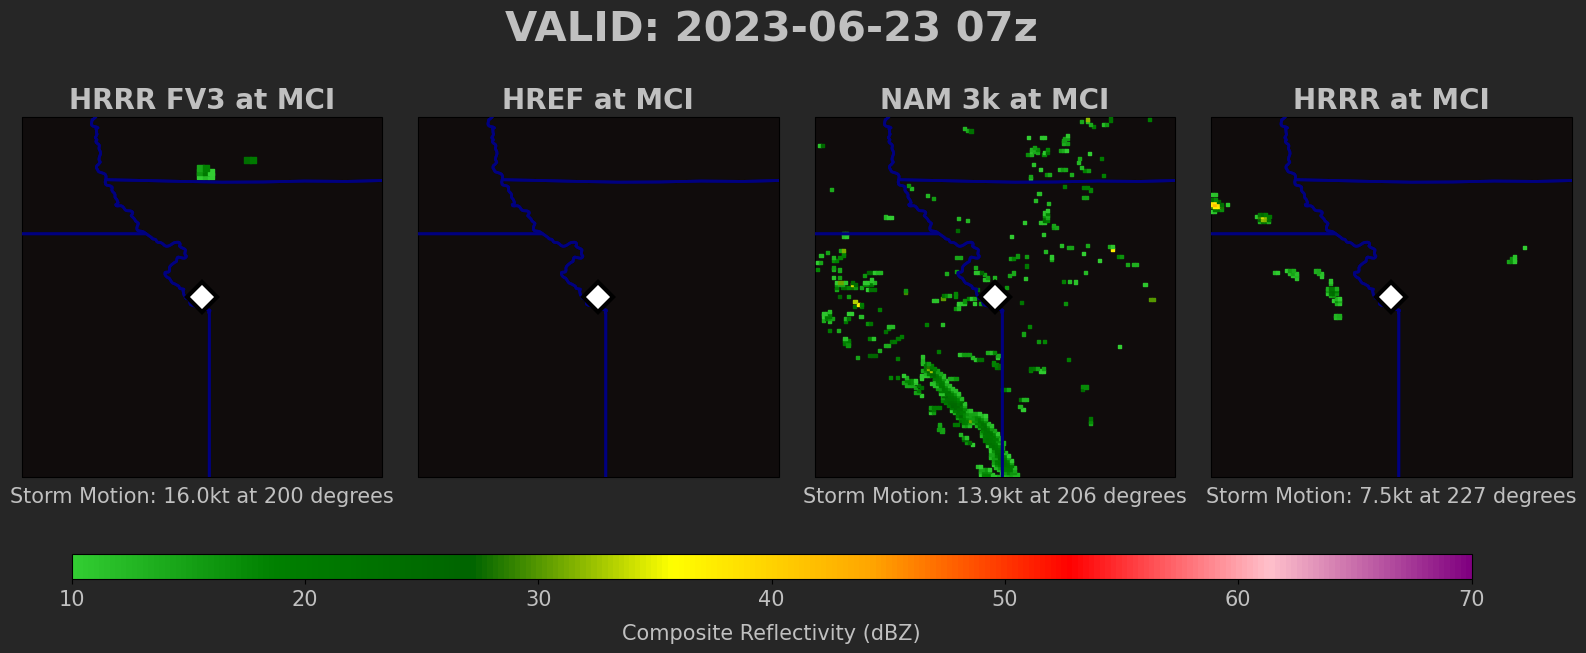 VALID: 2023-06-23 07z
HRRR FV3 at MCI
HREF at MCI
NAM 3k at MCI
HRRR at MCI
Storm Motion: 16.0kt at 200 degrees
Storm Motion: 13.9kt at 206 degrees
Storm Motion: 7.5kt at 227 degrees
10 20 30 40 50 60 70
Composite Reflectivity (dBZ)